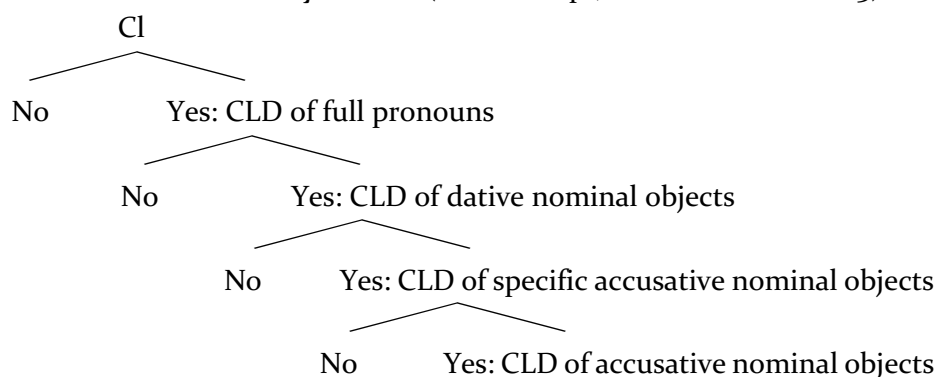 Cl
No Yes: CLD of full pronouns
No Yes: CLD of dative nominal objects
No Yes: CLD of specific accusative nominal objects
No Yes: CLD of accusative nominal objects